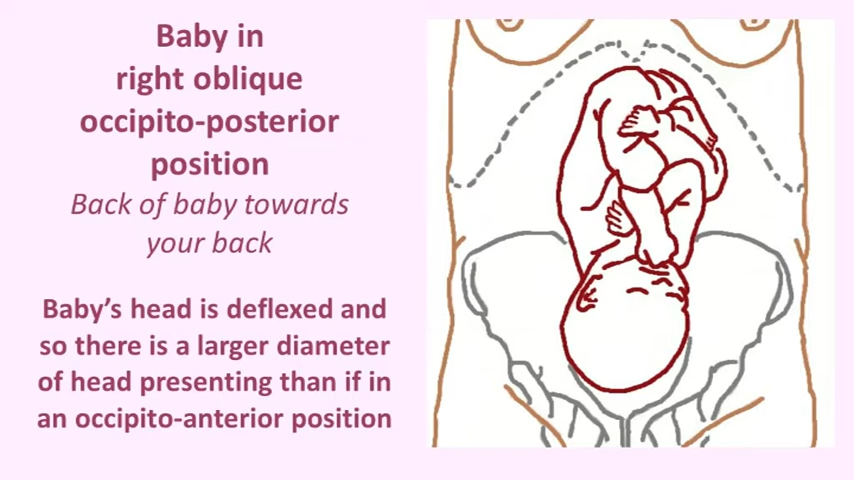 Baby in
right oblique
occipito-posterior
position
Back of baby towards
your back
Baby’s head is deflexed and
so there is a larger diameter
of head presenting than if in
an occipito-anterior position